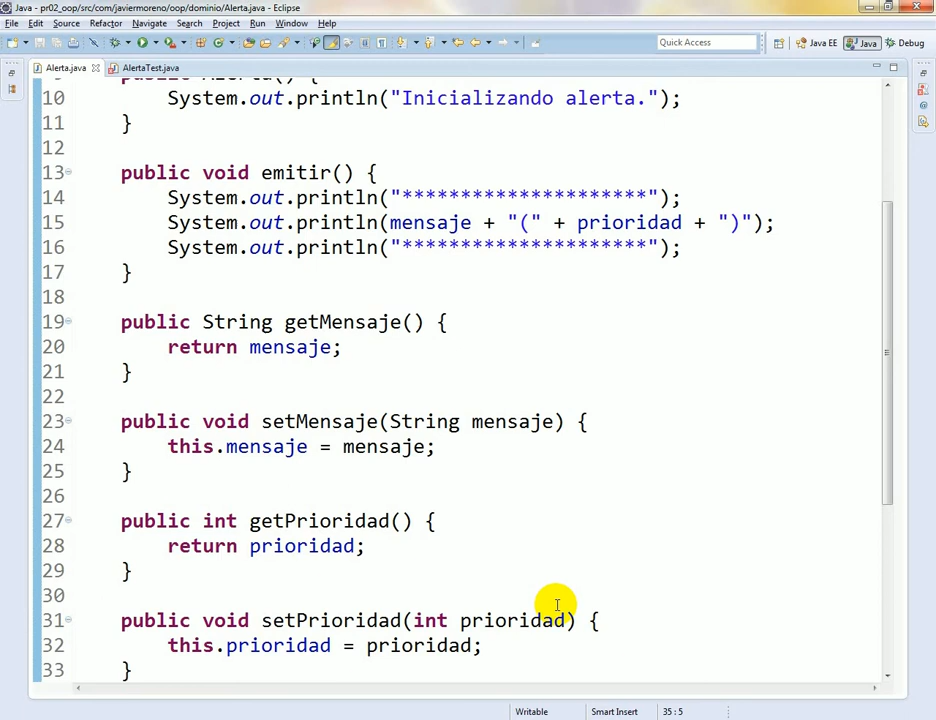 Java - pr02_oop/src/com/javiermoreno/oop/dominio/Alerta.java - Eclipse
File Edit Source Refactor Navigate Search Project Run Window Help
Quick Access Java EE Java Debug
Alerta.java AlertaTest.java
9 public Alerta() {
10 System.out.println("Inicializando alerta.");
11 }
12
13 public void emitir() {
14 System.out.println("*********************");
15 System.out.println(mensaje + "(" + prioridad + ")");
16 System.out.println("*********************");
17 }
18
19 public String getMensaje() {
20 return mensaje;
21 }
22
23 public void setMensaje(String mensaje) {
24 this.mensaje = mensaje;
25 }
26
27 public int getPrioridad() {
28 return prioridad;
29 }
30
31 public void setPrioridad(int prioridad) {
32 this.prioridad = prioridad;
33 }
Writable Smart Insert 35 : 5